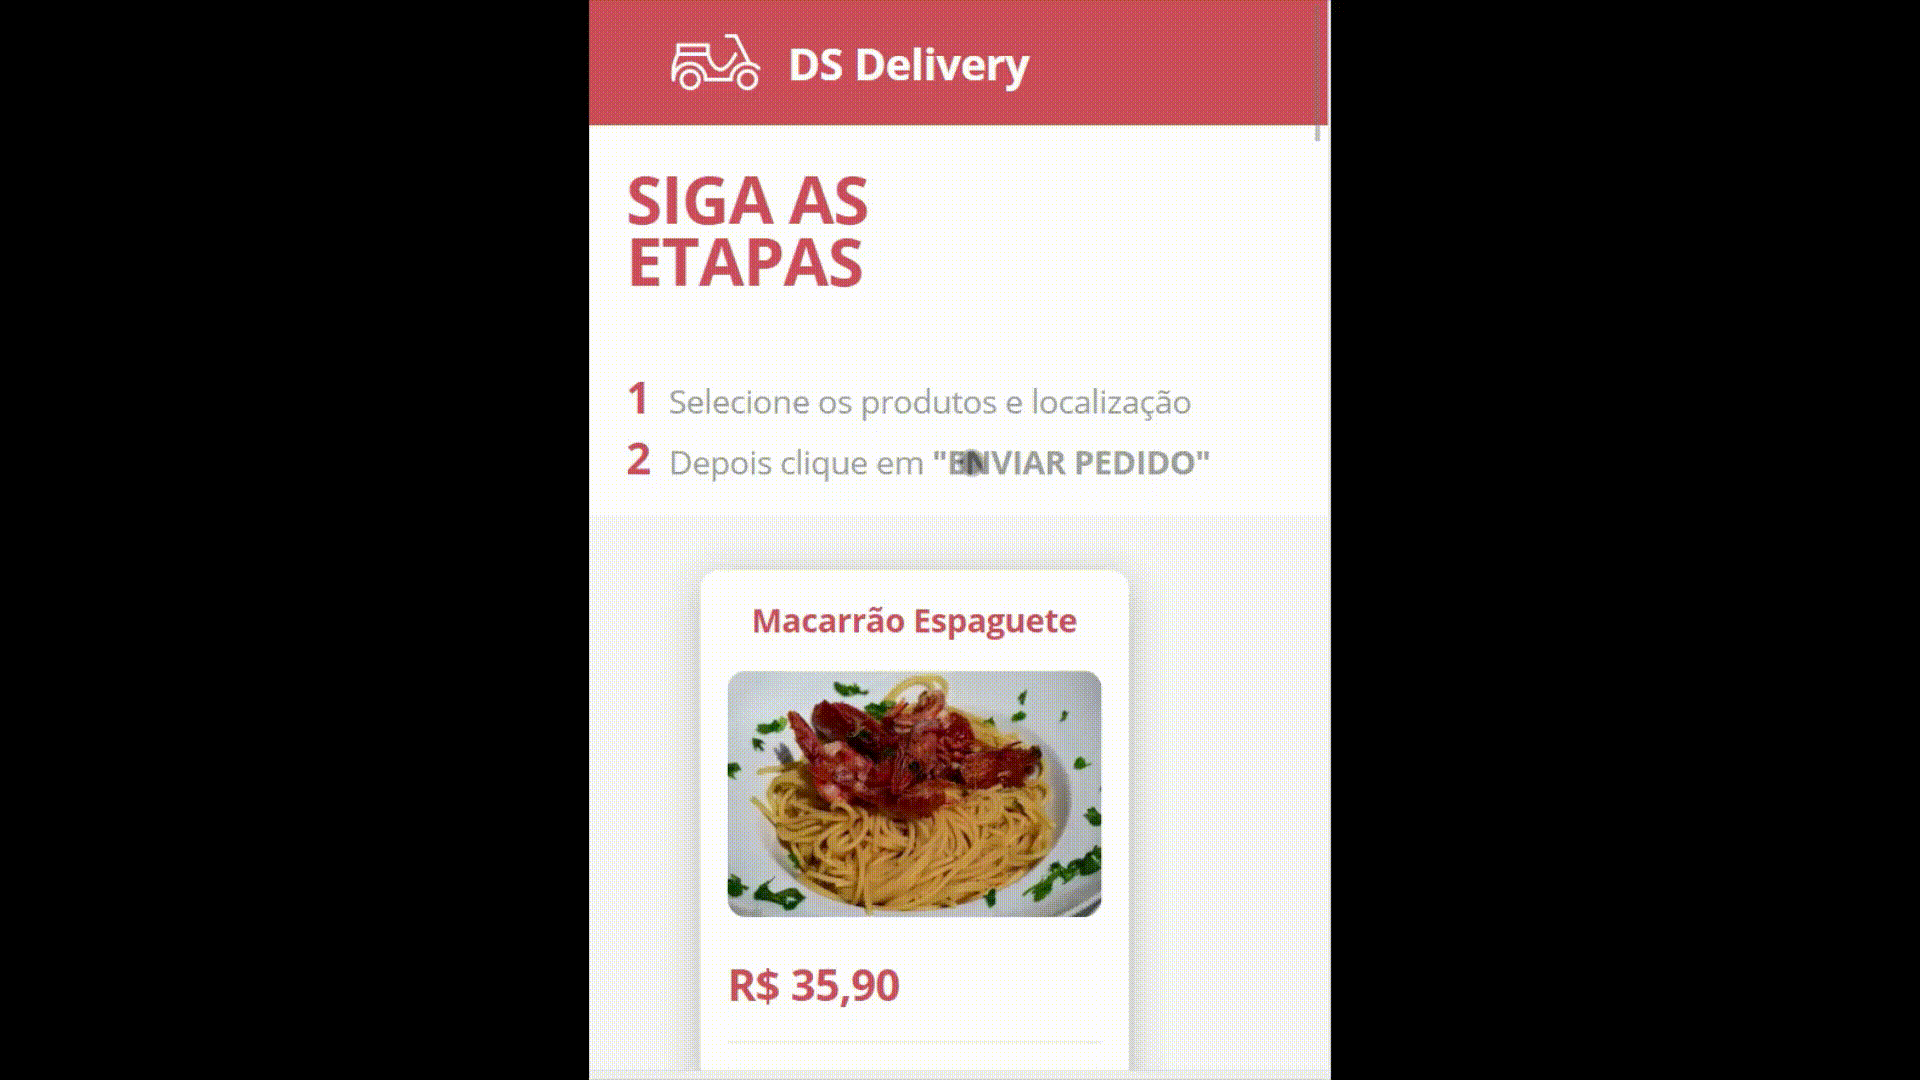 DS Delivery
SIGA AS
ETAPAS
1 Selecione os produtos e localização
2 Depois clique em "ENVIAR PEDIDO"
Macarrão Espaguete
R$ 35,90